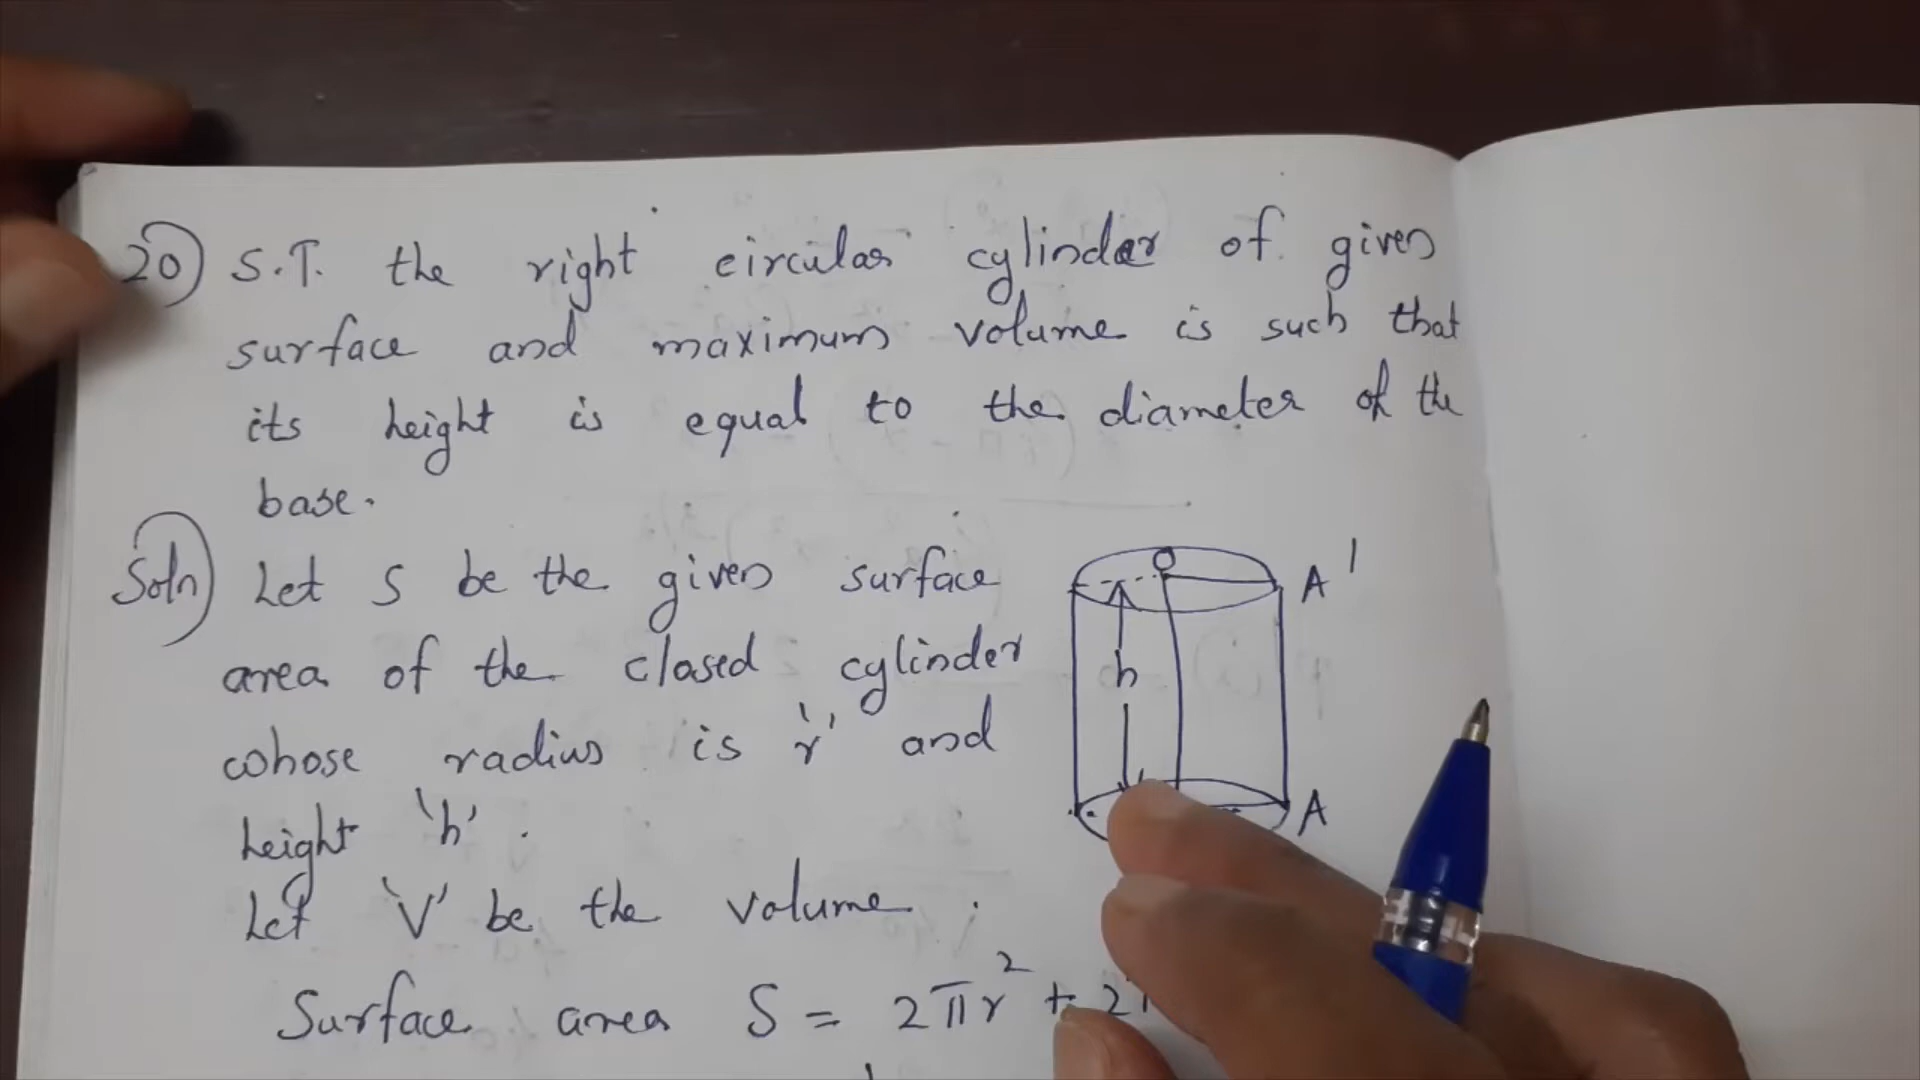 20) S.T. the right circular cylinder of given
surface and maximum volume is such that
its height is equal to the diameter of the
base.
Soln) Let S be the given surface
area of the closed cylinder
whose radius is 'r' and
height 'h'.
Let 'V' be the volume.
Surface area S = 2πr² + 2
O
A'
h
A